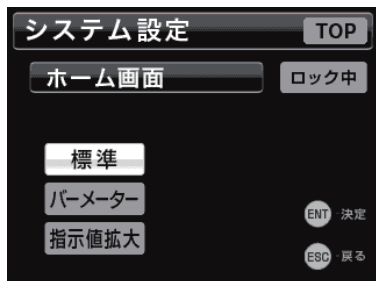 システム設定 TOP
ホーム画面 ロック中
標準
バーメーター
指示値拡大
ENT 決定
ESC 戻る